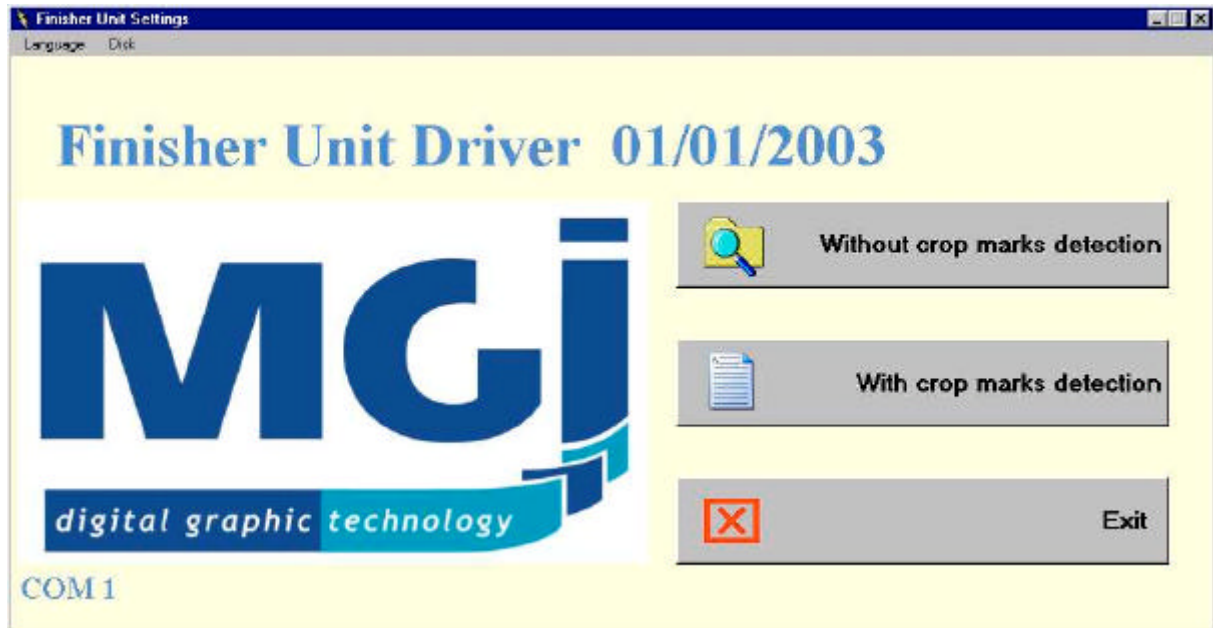 Finisher Unit Settings
Language Disk
Finisher Unit Driver 01/01/2003
MGi
digital graphic technology
Without crop marks detection
With crop marks detection
Exit
COM 1